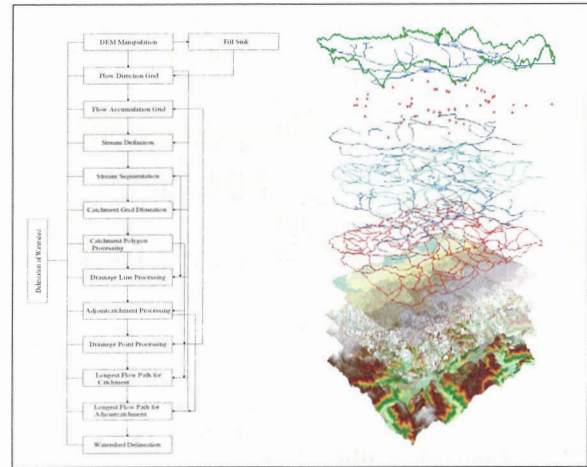 DEM Manipulation
Fill Sink
Flow Direction Grid
Flow Accumulation Grid
Stream Definition
Stream Segmentation
Catchment Grid Dlineation
Catchment Polygon
Processing
Drainage Line Processing
Adjointcatchment Processing
Drainage Point Processing
Longest Flow Path for
Catchment
Longest Flow Path for
Adjointcatchment
Watershed Delineation
Delineation of Watershed